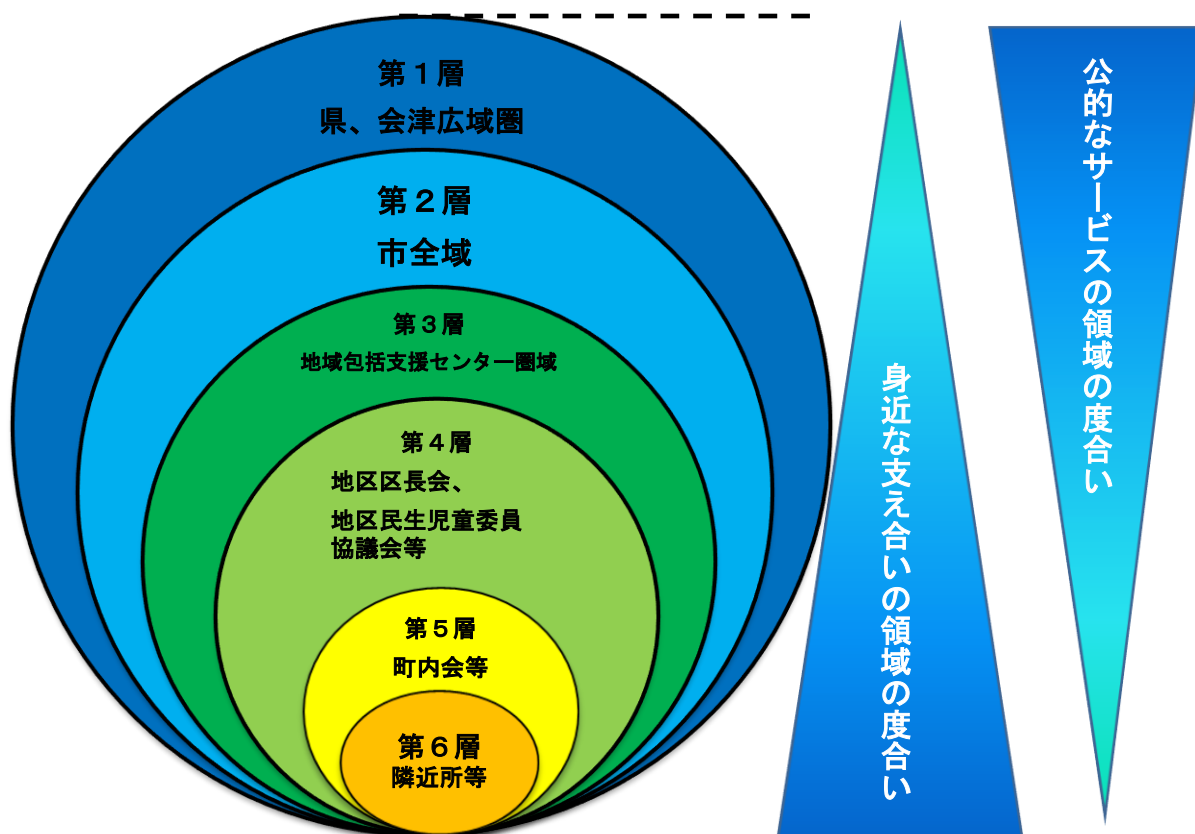 第１層
県、会津広域圏
第２層
市全域
第３層
地域包括支援センター圏域
第４層
地区区長会、
地区民生児童委員
協議会等
第５層
町内会等
第６層
隣近所等
身近な支え合いの領域の度合い
公的なサービスの領域の度合い